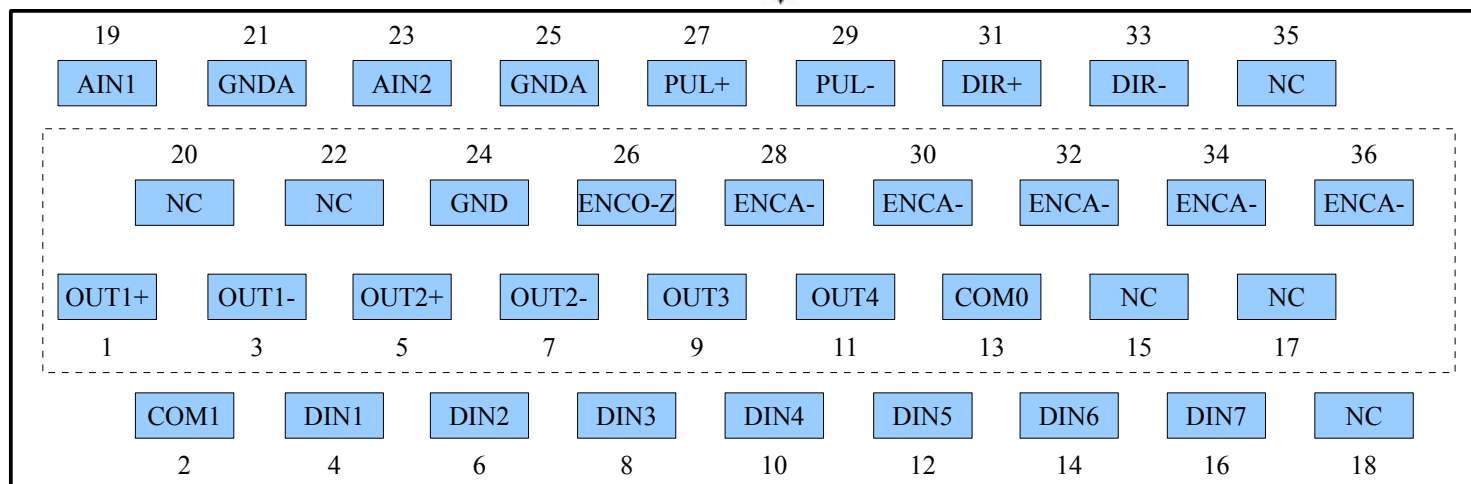 19 21 23 25 27 29 31 33 35
AIN1 GNDA AIN2 GNDA PUL+ PUL- DIR+ DIR- NC
20 22 24 26 28 30 32 34 36
NC NC GND ENCO-Z ENCA- ENCA- ENCA- ENCA- ENCA-
OUT1+ OUT1- OUT2+ OUT2- OUT3 OUT4 COM0 NC NC
1 3 5 7 9 11 13 15 17
COM1 DIN1 DIN2 DIN3 DIN4 DIN5 DIN6 DIN7 NC
2 4 6 8 10 12 14 16 18